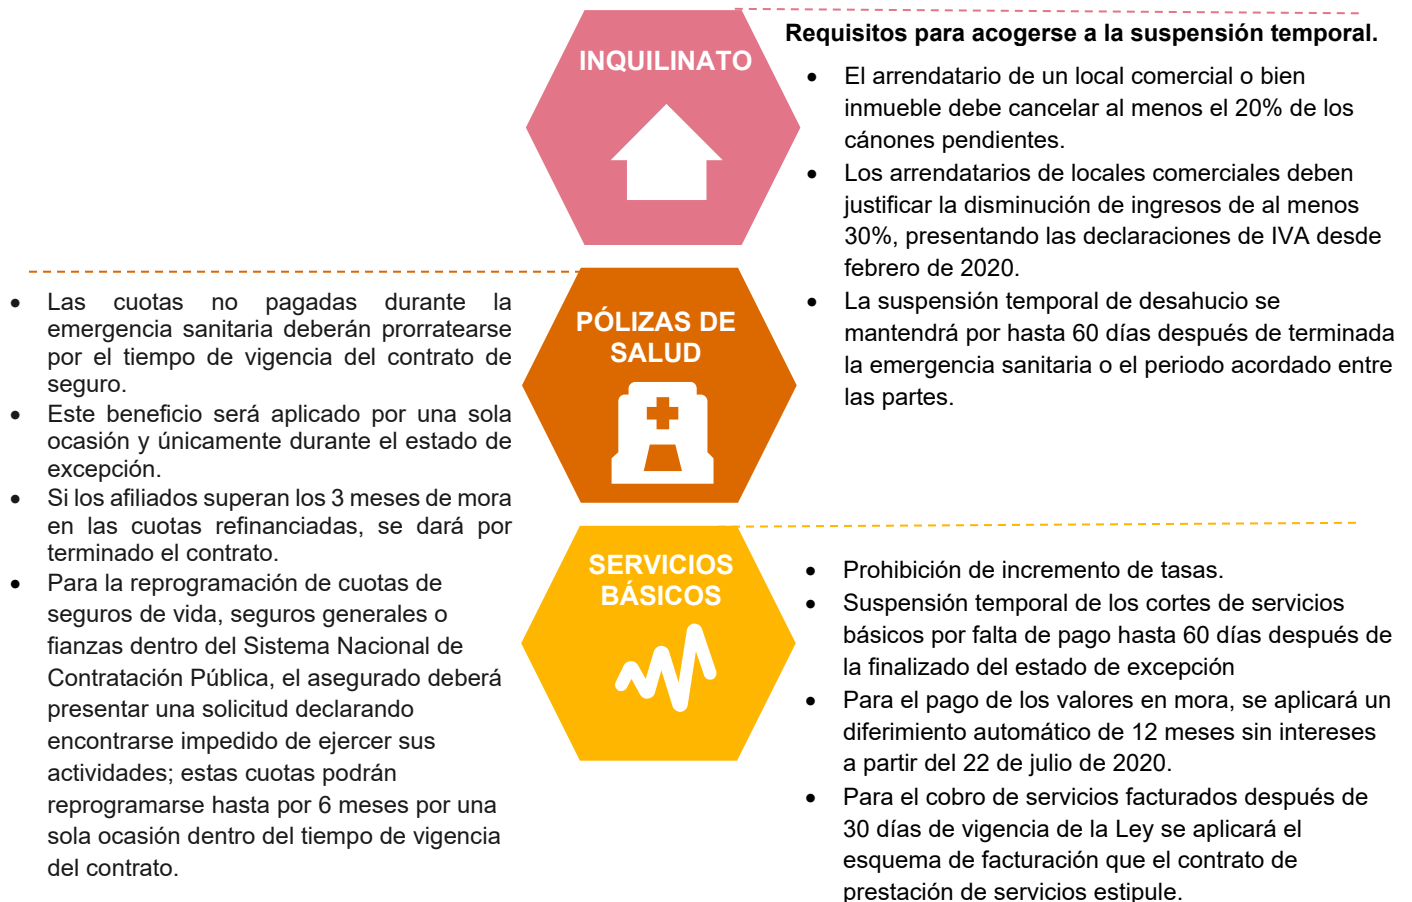 INQUILINATO
Requisitos para acogerse a la suspensión temporal.
• El arrendatario de un local comercial o bien
inmueble debe cancelar al menos el 20% de los
cánones pendientes.
• Los arrendatarios de locales comerciales deben
justificar la disminución de ingresos de al menos
30%, presentando las declaraciones de IVA desde
febrero de 2020.
• La suspensión temporal de desahucio se
mantendrá por hasta 60 días después de terminada
la emergencia sanitaria o el periodo acordado entre
las partes.
PÓLIZAS DE
SALUD
• Las cuotas no pagadas durante la
emergencia sanitaria deberán prorratearse
por el tiempo de vigencia del contrato de
seguro.
• Este beneficio será aplicado por una sola
ocasión y únicamente durante el estado de
excepción.
• Si los afiliados superan los 3 meses de mora
en las cuotas refinanciadas, se dará por
terminado el contrato.
• Para la reprogramación de cuotas de
seguros de vida, seguros generales o
fianzas dentro del Sistema Nacional de
Contratación Pública, el asegurado deberá
presentar una solicitud declarando
encontrarse impedido de ejercer sus
actividades; estas cuotas podrán
reprogramarse hasta por 6 meses por una
sola ocasión dentro del tiempo de vigencia
del contrato.
SERVICIOS
BÁSICOS
• Prohibición de incremento de tasas.
• Suspensión temporal de los cortes de servicios
básicos por falta de pago hasta 60 días después de
la finalizado del estado de excepción
• Para el pago de los valores en mora, se aplicará un
diferimiento automático de 12 meses sin intereses
a partir del 22 de julio de 2020.
• Para el cobro de servicios facturados después de
30 días de vigencia de la Ley se aplicará el
esquema de facturación que el contrato de
prestación de servicios estipule.